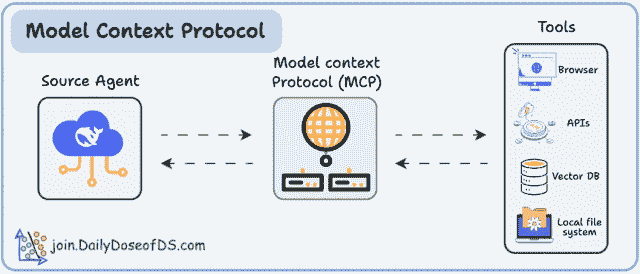 Model Context Protocol
Tools
Source Agent
Model context
Protocol (MCP)
Browser
APIs
Vector DB
Local file
system
join.DailyDoseofDS.com